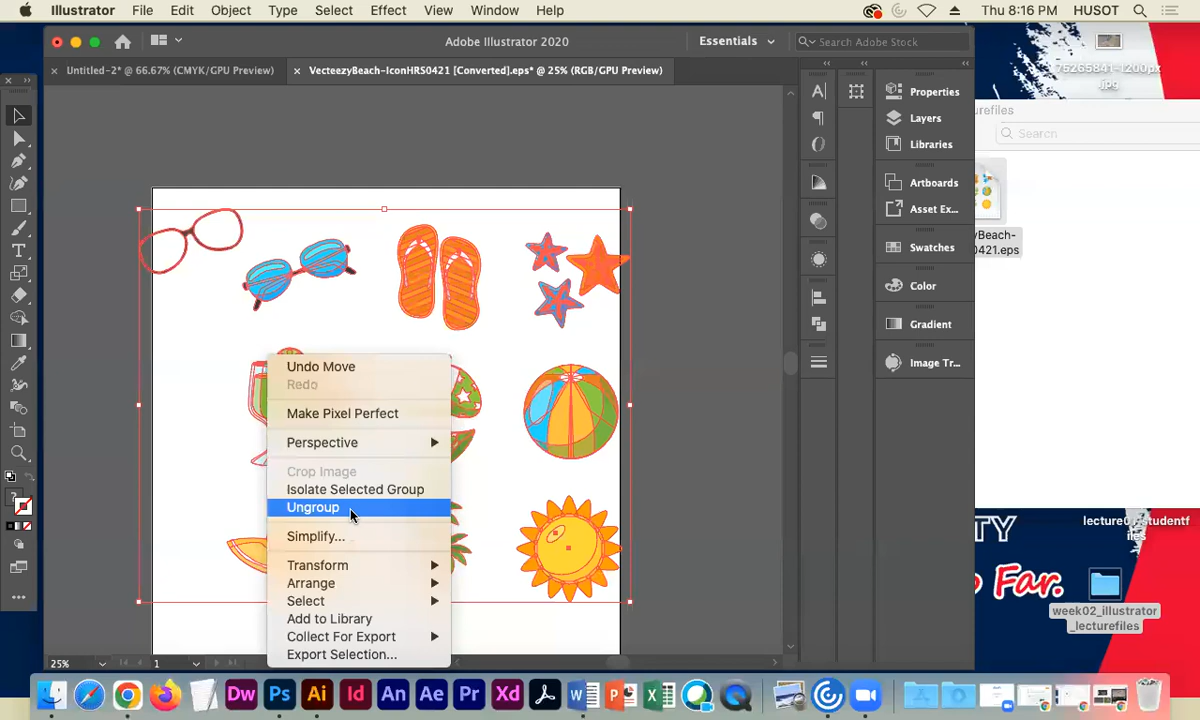 Illustrator File Edit Object Type Select Effect View Window Help Thu 8:16 PM HUSOT
Adobe Illustrator 2020 Essentials Search Adobe Stock
Untitled-2* @ 66.67% (CMYK/GPU Preview) VecteezyBeach-IconHRS0421 [Converted].eps* @ 25% (RGB/GPU Preview)
75265841-1200px
.jpg
Properties
Layers
Libraries
Artboards
Asset Ex...
Swatches
Color
Gradient
Image Tr...
Search
Undo Move
Redo
Make Pixel Perfect
Perspective
Crop Image
Isolate Selected Group
Ungroup
Simplify...
Transform
Arrange
Select
Add to Library
Collect For Export
Export Selection...
25% 1
efiles
yBeach-
0421.eps
TY
o Far.
lecture07_studentf
iles
week02_illustrator
_lecturefiles
Dw Ps Ai Id An Ae Pr Xd